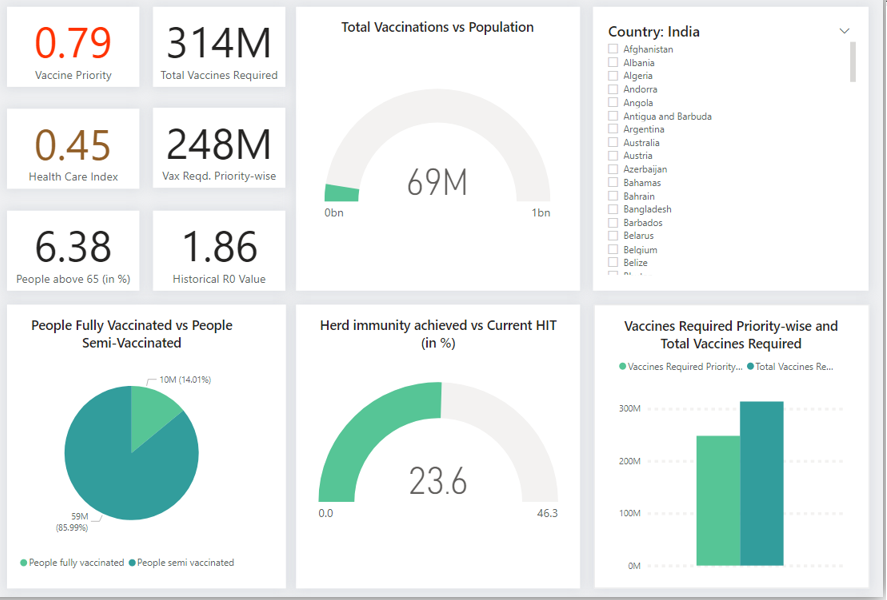 0.79
Vaccine Priority
314M
Total Vaccines Required
0.45
Health Care Index
248M
Vax Reqd. Priority-wise
6.38
People above 65 (in %)
1.86
Historical R0 Value
Total Vaccinations vs Population
69M
0bn
1bn
Country: India
Afghanistan
Albania
Algeria
Andorra
Angola
Antigua and Barbuda
Argentina
Australia
Austria
Azerbaijan
Bahamas
Bahrain
Bangladesh
Barbados
Belarus
Belgium
Belize
People Fully Vaccinated vs People
Semi-Vaccinated
10M (14.01%)
59M
(85.99%)
People fully vaccinated
People semi vaccinated
Herd immunity achieved vs Current HIT
(in %)
23.6
0.0
46.3
Vaccines Required Priority-wise and
Total Vaccines Required
Vaccines Required Priority...
Total Vaccines Re...
300M
200M
100M
0M